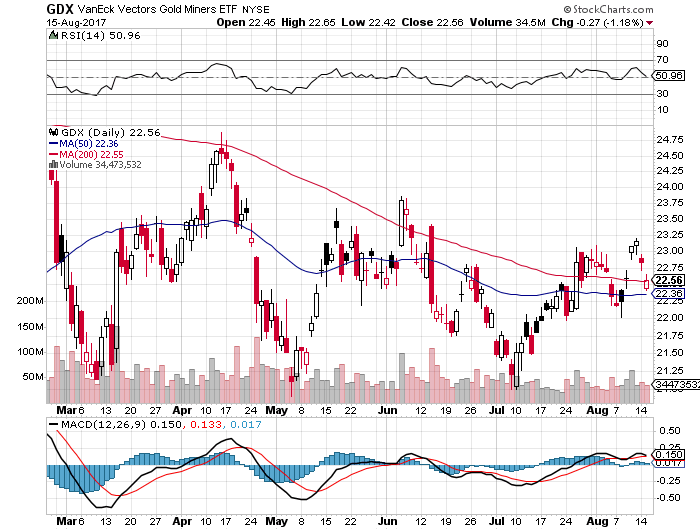 GDX VanEck Vectors Gold Miners ETF NYSE © StockCharts.com
15-Aug-2017 Open 22.45 High 22.65 Low 22.42 Close 22.56 Volume 34.5M Chg -0.27 (-1.18%)
RSI(14) 50.96
90
70
50.96
30
10
GDX (Daily) 22.56
MA(50) 22.36
MA(200) 22.55
Volume 34,473,532
24.75
24.50
24.25
24.00
23.75
23.50
23.25
23.00
22.75
22.56
22.36
22.00
21.75
21.50
21.25
200M
150M
100M
50M
34473532
Mar 13 20 27 Apr 10 17 24 May 8 15 22 Jun 12 19 26 Jul 10 17 24 Aug 7 14
MACD(12,26,9) 0.150, 0.133, 0.017
0.50
0.25
0.150
0.017
-0.25
-0.50
Mar 13 20 27 Apr 10 17 24 May 8 15 22 Jun 12 19 26 Jul 10 17 24 Aug 7 14